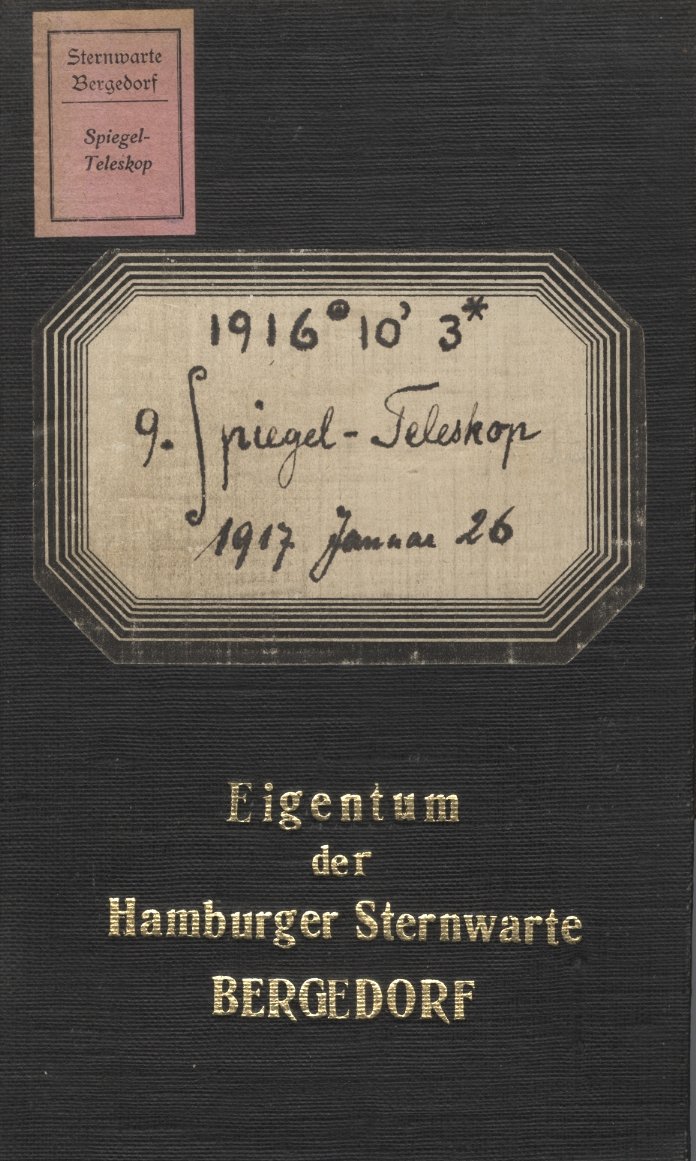 Sternwarte
Bergedorf
Spiegel-
Teleskop
1916° 10' 3*
9. Spiegel-Teleskop
1917 Januar 26
Eigentum
der
Hamburger Sternwarte
BERGEDORF